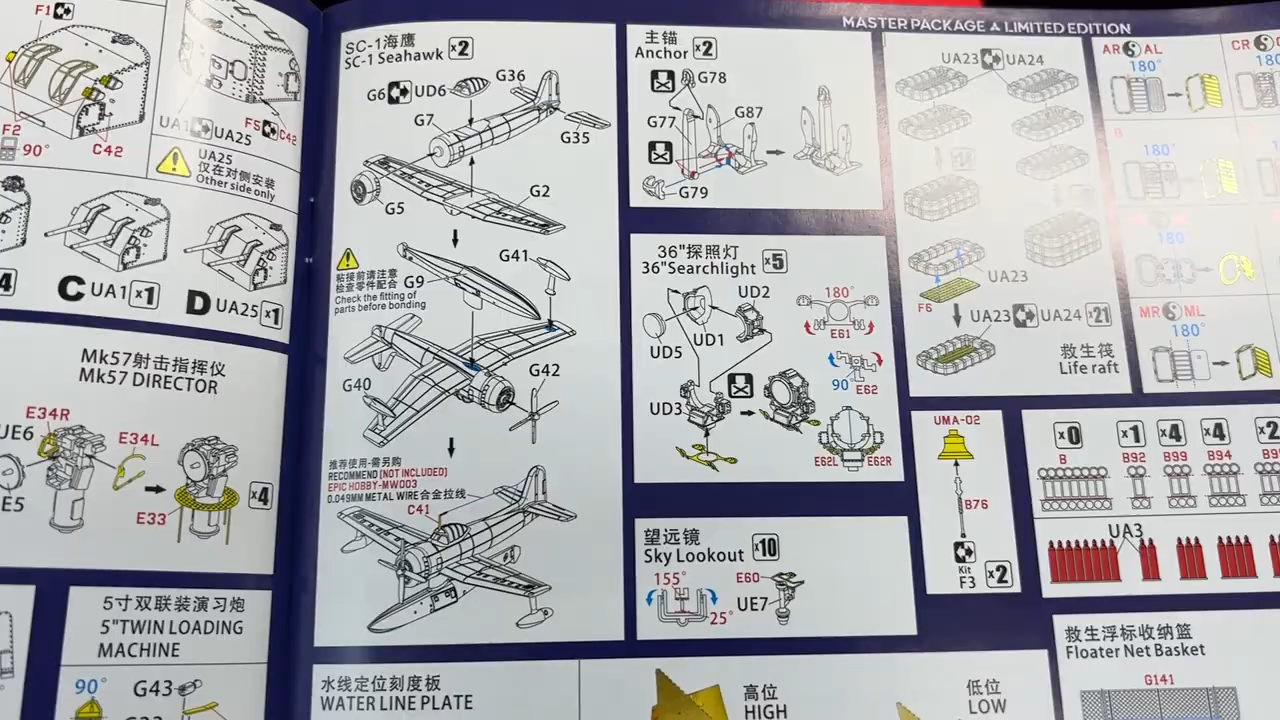 MASTER PACKAGE & LIMITED EDITION
F1
F2
90°
C42
UA1
UA25
F5
C42
UA25
仅在对侧安装
Other side only
C UA1 x1
D UA25 x1
Mk57射击指挥仪
Mk57 DIRECTOR
E34R
UE6
E34L
E5
E33
x4
5寸双联装演习炮
5"TWIN LOADING
MACHINE
90°
G43
SC-1海鹰
SC-1 Seahawk x2
G6
UD6
G36
G7
G35
G2
G5
G41
粘接前请注意
检查零件配合
Check the fitting of
parts before bonding
G9
G40
G42
推荐使用-需另购
RECOMMEND (NOT INCLUDED)
EPIC HOBBY-MW003
0.049MM METAL WIRE合金拉线
C41
主锚
Anchor x2
G78
G77
G87
G79
36"探照灯
36"Searchlight x5
UD2
UD1
UD5
UD3
180°
E61
90°
E62
E62L
E62R
望远镜
Sky Lookout x10
155°
25°
E60
UE7
UA23
UA24
UA23
F6
UA23
UA24 x21
救生筏
Life raft
AR
AL
180°
CR
180
B
180°
180
MR
ML
180°
UMA-02
B76
Kit
F3 x2
x0
x1
x4
x4
B
B92
B99
B94
UA3
救生浮标收纳篮
Floater Net Basket
G141
水线定位刻度板
WATER LINE PLATE
高位
HIGH
低位
LOW